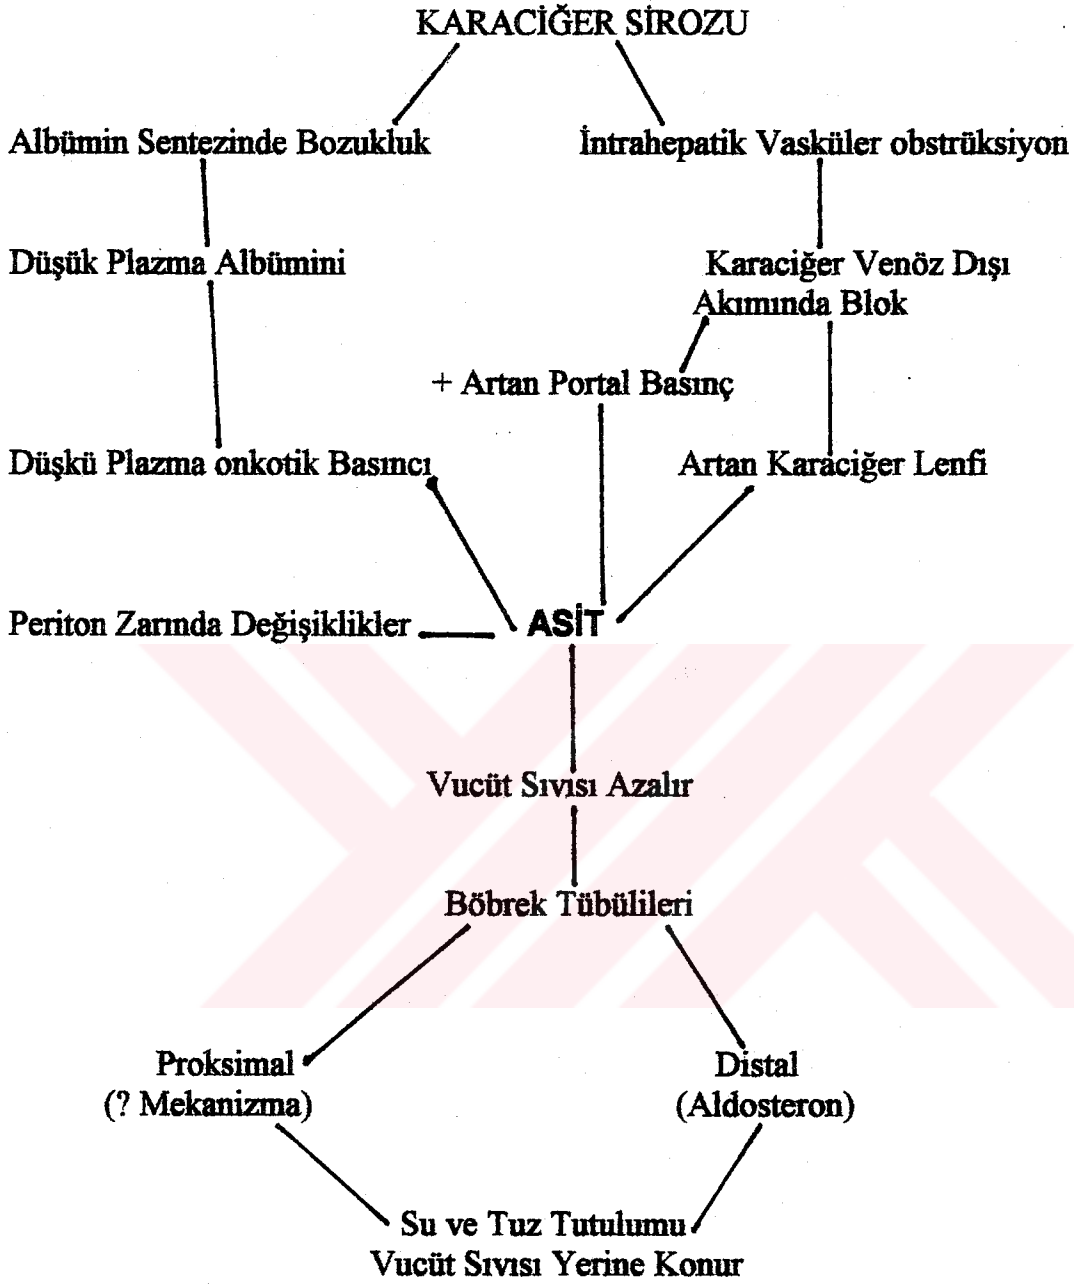 KARACİĞER SİROZU
Albümin Sentezinde Bozukluk
İntrahepatik Vasküler obstrüksiyon
Düşük Plazma Albümini
Karaciğer Venöz Dışı
Akımında Blok
+ Artan Portal Basınç
Düşkü Plazma onkotik Basıncı
Artan Karaciğer Lenfi
Periton Zarında Değişiklikler
ASİT
Vucüt Sıvısı Azalır
Böbrek Tübülileri
Proksimal
(? Mekanizma)
Distal
(Aldosteron)
Su ve Tuz Tutulumu
Vucüt Sıvısı Yerine Konur